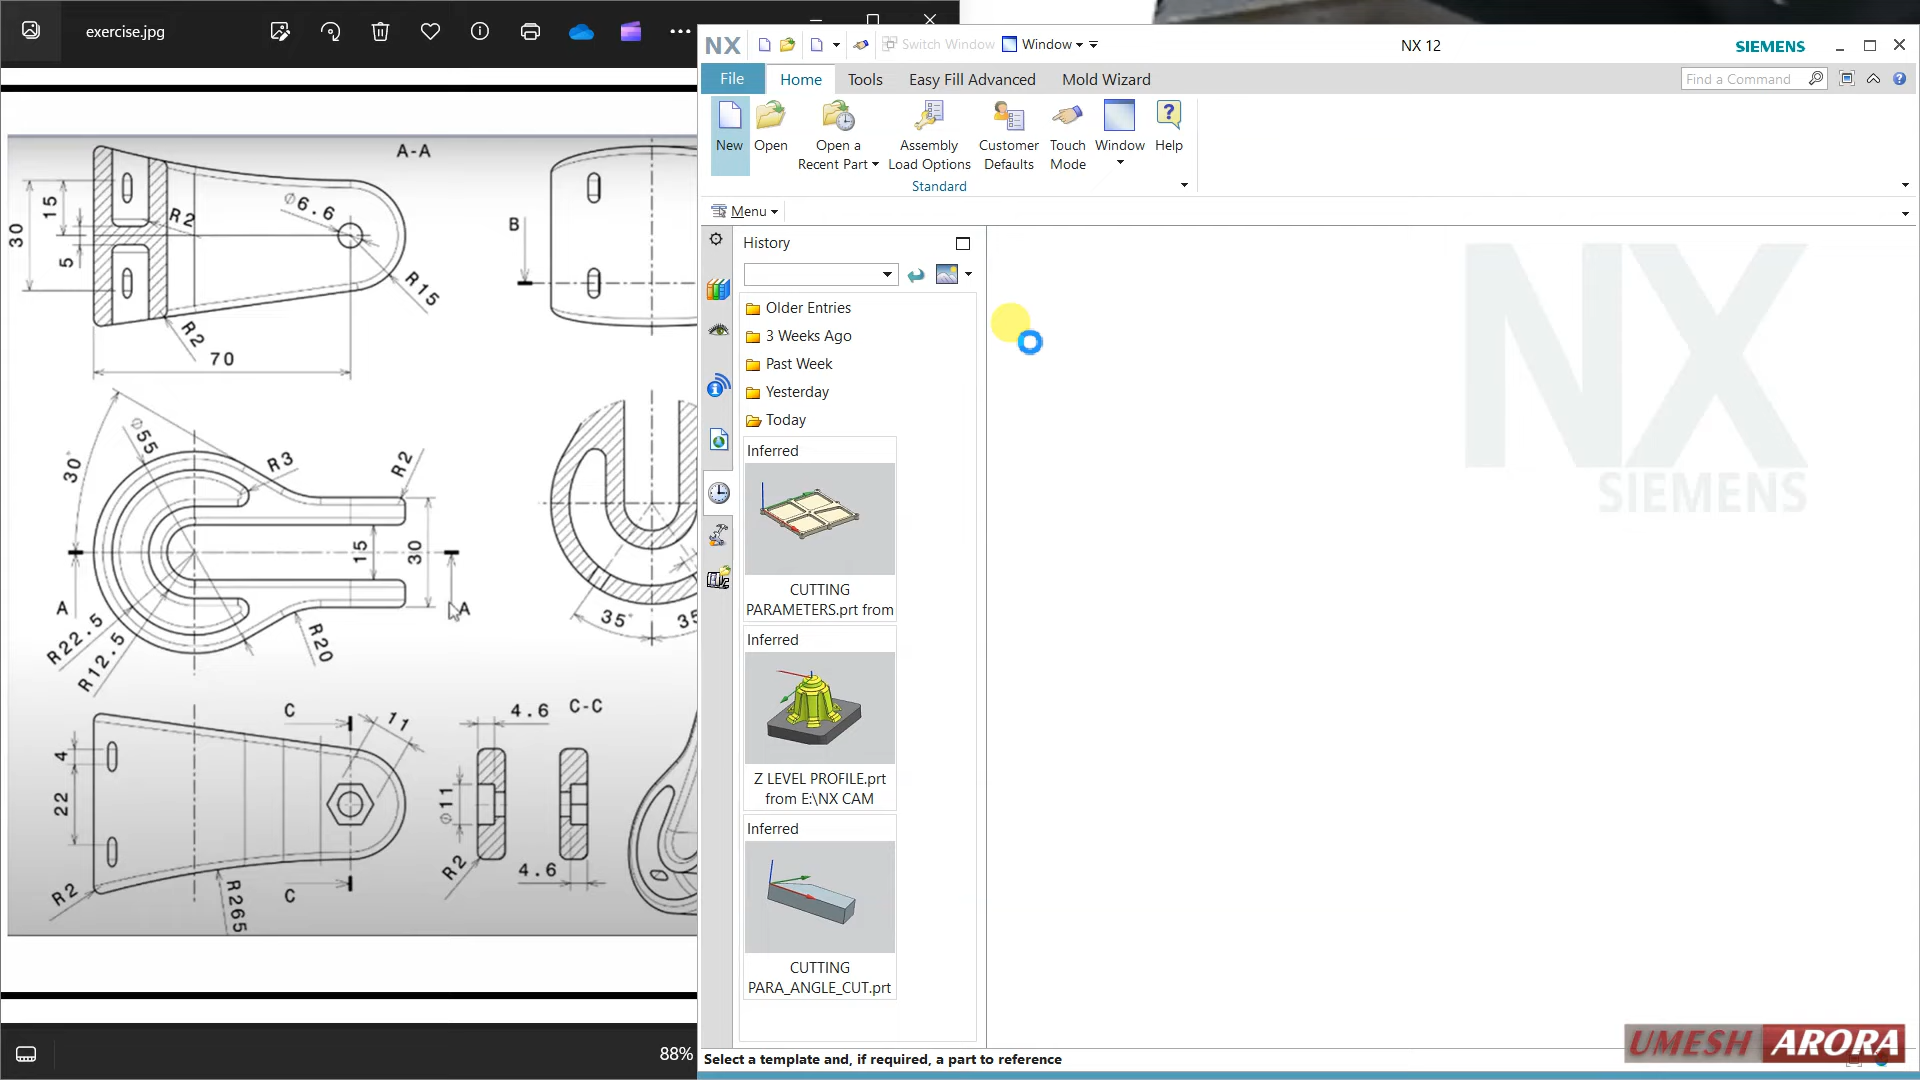 exercise.jpg
NX
Switch Window
Window
NX 12
SIEMENS
File
Home
Tools
Easy Fill Advanced
Mold Wizard
Find a Command
New
Open
Open a
Recent Part
Assembly
Load Options
Customer
Defaults
Touch
Mode
Window
Help
Standard
Menu
History
Older Entries
3 Weeks Ago
Past Week
Yesterday
Today
Inferred
CUTTING
PARAMETERS.prt from
Inferred
Z LEVEL PROFILE.prt
from E:\NX CAM
Inferred
CUTTING
PARA_ANGLE_CUT.prt
NX
SIEMENS
A-A
30
15
5
R2
Ø6.6
R15
R2
70
B
30°
Ø55
R3
R2
15
30
A
A
R22.5
R12.5
R20
35°
35
C
11
4.6
C-C
4
22
Ø11
R2
4.6
R2
R265
C
88%
Select a template and, if required, a part to reference
UMESH ARORA